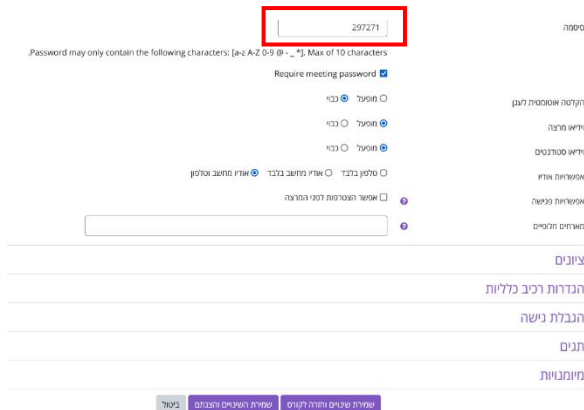 סיסמה 297271
.Password may only contain the following characters: [a-z A-Z 0-9 @ - _ *]. Max of 10 characters
Require meeting password
הקלטה אוטומטית לענן מופעל כבוי
וידיאו מרצה מופעל כבוי
וידיאו סטודנטים מופעל כבוי
אפשרויות אודיו טלפון בלבד אודיו מחשב בלבד אודיו מחשב וטלפון
אפשרויות פגישה אפשר הצטרפות לפני המרצה
מארחים חלופיים
ציונים
הגדרות רכיב כלליות
הגבלת גישה
תגים
מיומנויות
שמירת שינויים וחזרה לקורס שמירת השינויים והצגתם ביטול